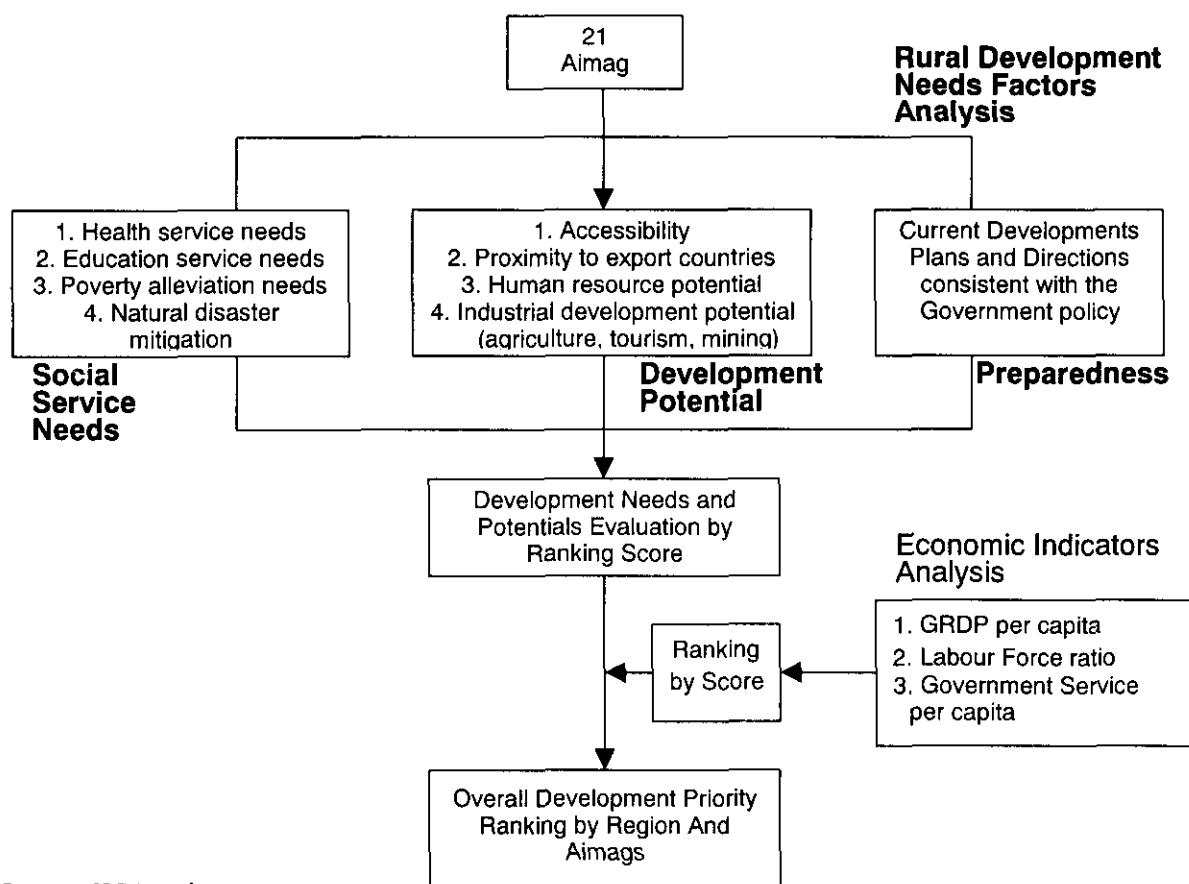 21
Aimag
Rural Development
Needs Factors
Analysis
1. Health service needs
2. Education service needs
3. Poverty alleviation needs
4. Natural disaster
mitigation
1. Accessibility
2. Proximity to export countries
3. Human resource potential
4. Industrial development potential
(agriculture, tourism, mining)
Current Developments
Plans and Directions
consistent with the
Government policy
Social
Service
Needs
Development
Potential
Preparedness
Development Needs and
Potentials Evaluation by
Ranking Score
Economic Indicators
Analysis
Ranking
by Score
1. GRDP per capita
2. Labour Force ratio
3. Government Service
per capita
Overall Development Priority
Ranking by Region And
Aimags